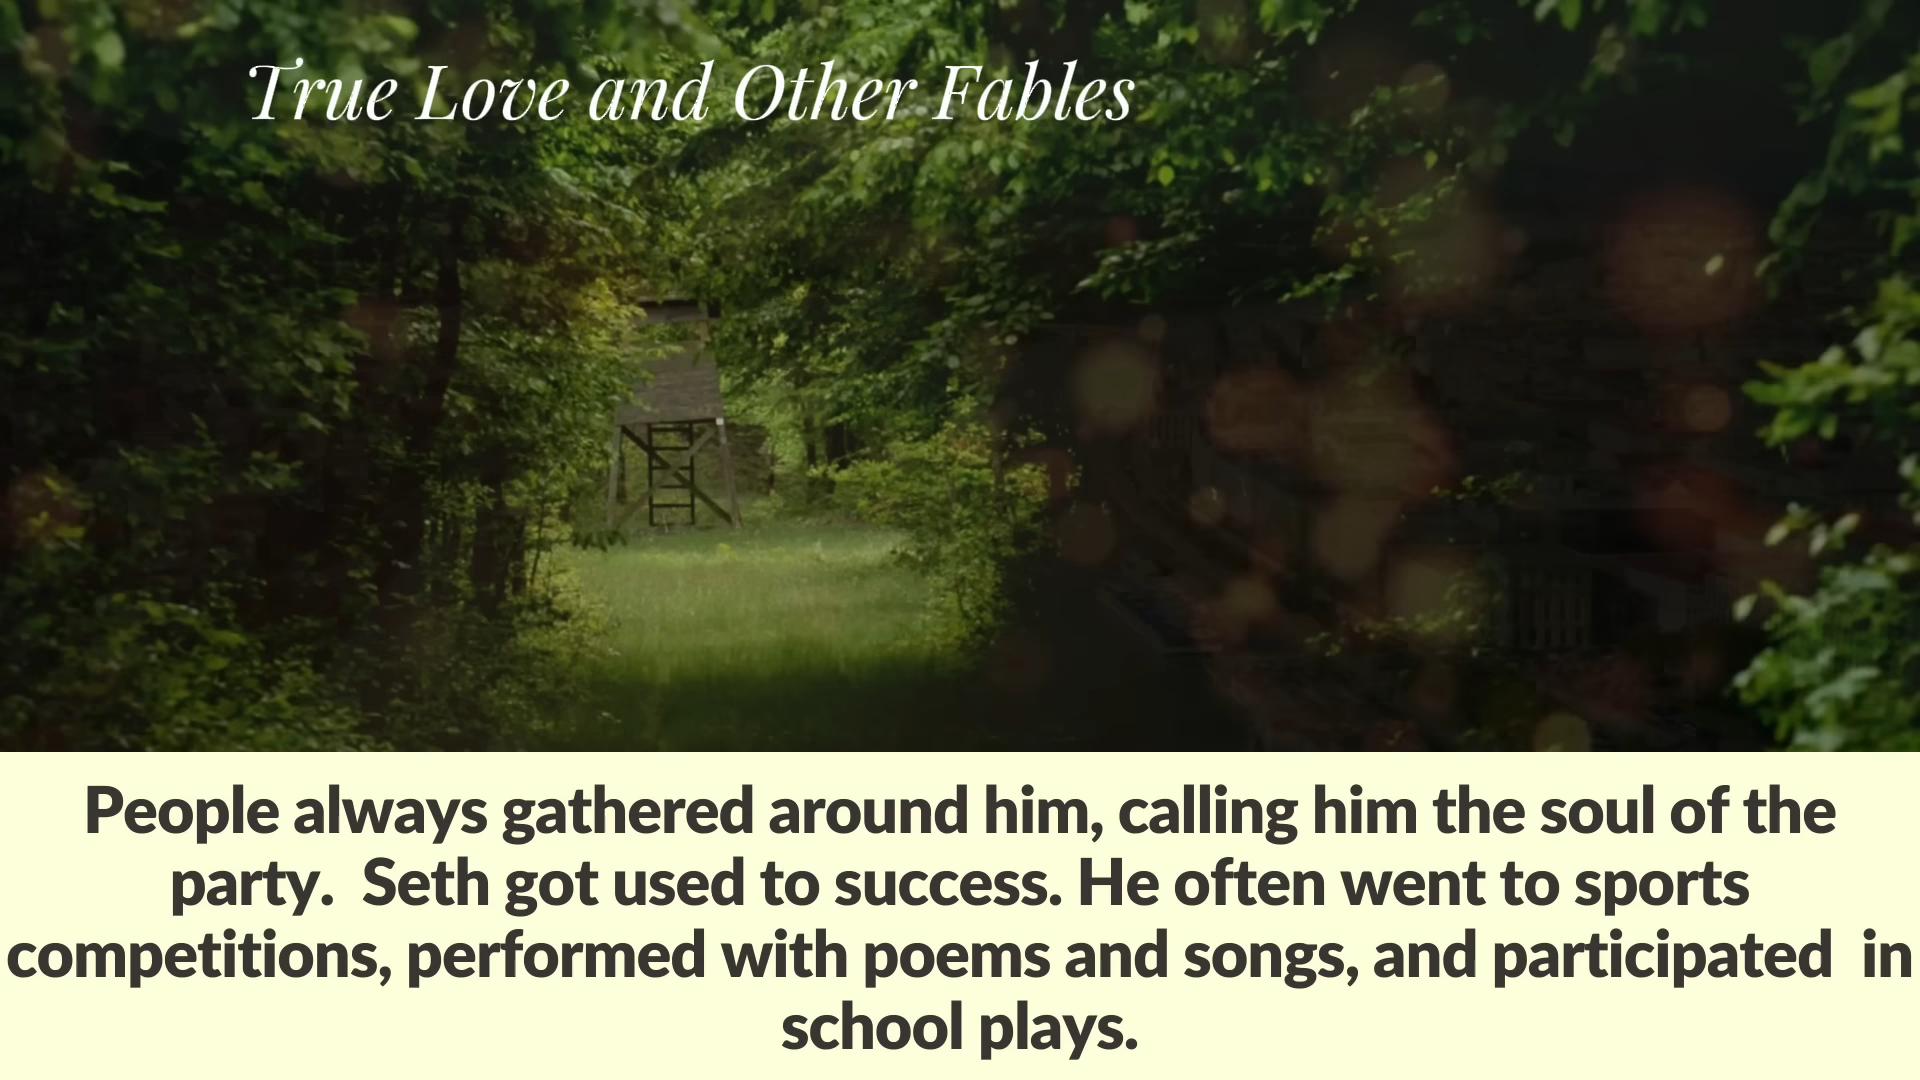 True Love and Other Fables
People always gathered around him, calling him the soul of the
party.  Seth got used to success. He often went to sports
competitions, performed with poems and songs, and participated  in
school plays.